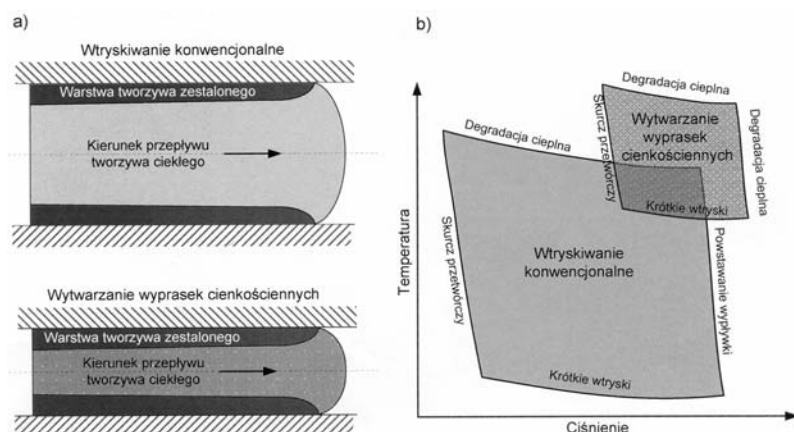 a)
Wtryskiwanie konwencjonalne
Warstwa tworzywa zestalonego
Kierunek przepływu
tworzywa ciekłego
Wytwarzanie wyprasek cienkościennych
Warstwa tworzywa zestalonego
Kierunek przepływu
tworzywa ciekłego
b)
Temperatura
Degradacja cieplna
Skurcz przetwórczy
Wytwarzanie
wyprasek
cienkościennych
Degradacja cieplna
Krótkie wtryski
Degradacja cieplna
Skurcz przetwórczy
Wtryskiwanie
konwencjonalne
Powstawanie wypływki
Krótkie wtryski
Ciśnienie